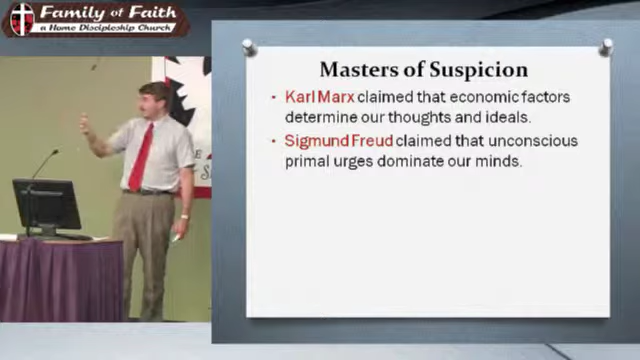 Family of Faith
a Home Discipleship Church
Masters of Suspicion
• Karl Marx claimed that economic factors
determine our thoughts and ideals.
• Sigmund Freud claimed that unconscious
primal urges dominate our minds.